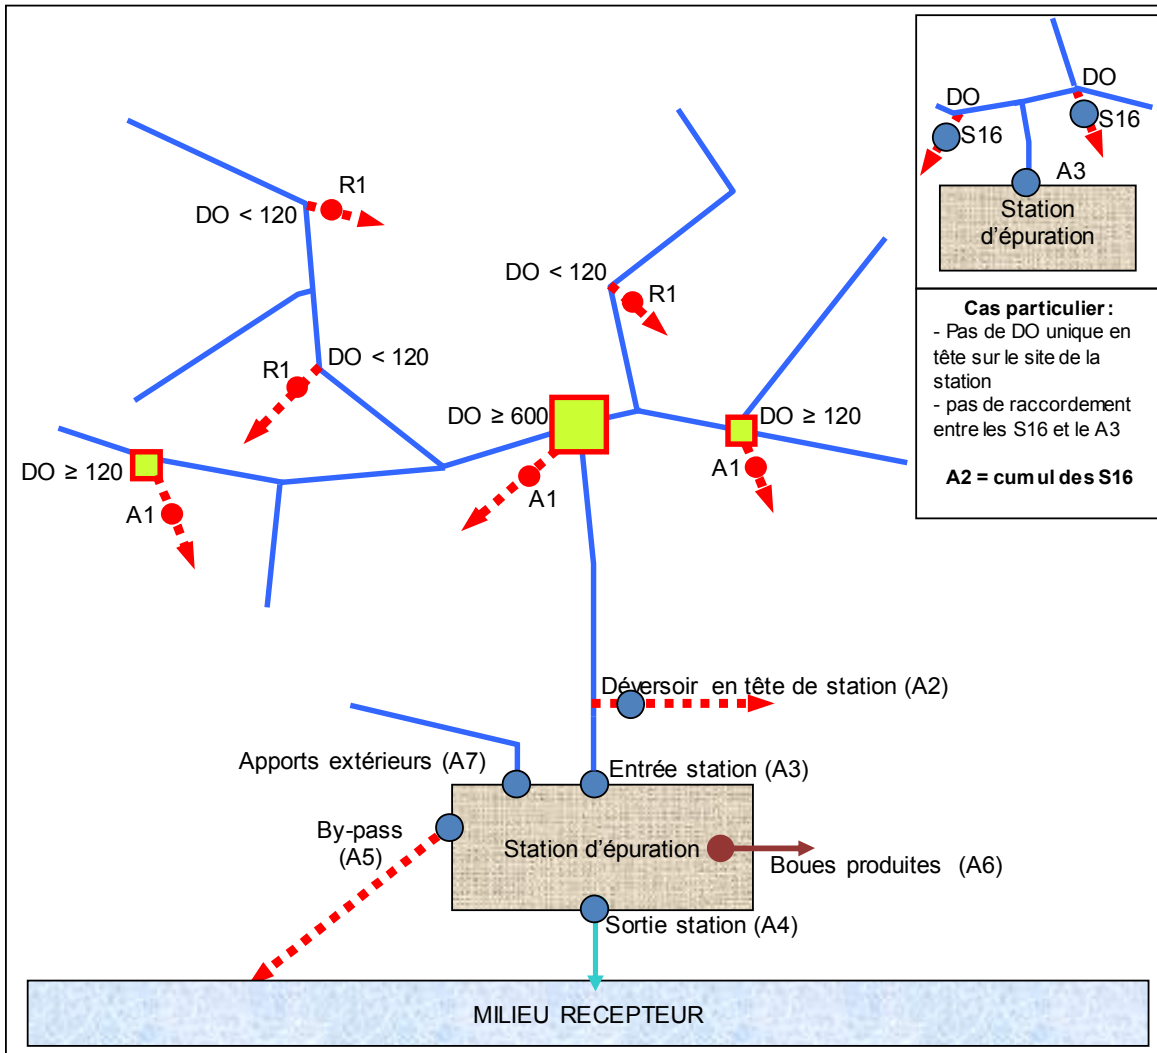 DO
DO
S16
S16
A3
Station
d'épuration
Cas particulier :
- Pas de DO unique en
tête sur le site de la
station
- pas de raccordement
entre les S16 et le A3
A2 = cumul des S16
R1
DO < 120
DO < 120
R1
DO < 120
R1
DO ≥ 600
DO ≥ 120
DO ≥ 120
A1
A1
A1
Déversoir en tête de station (A2)
Apports extérieurs (A7)
Entrée station (A3)
By-pass
(A5)
Station d'épuration
Boues produites (A6)
Sortie station (A4)
MILIEU RECEPTEUR